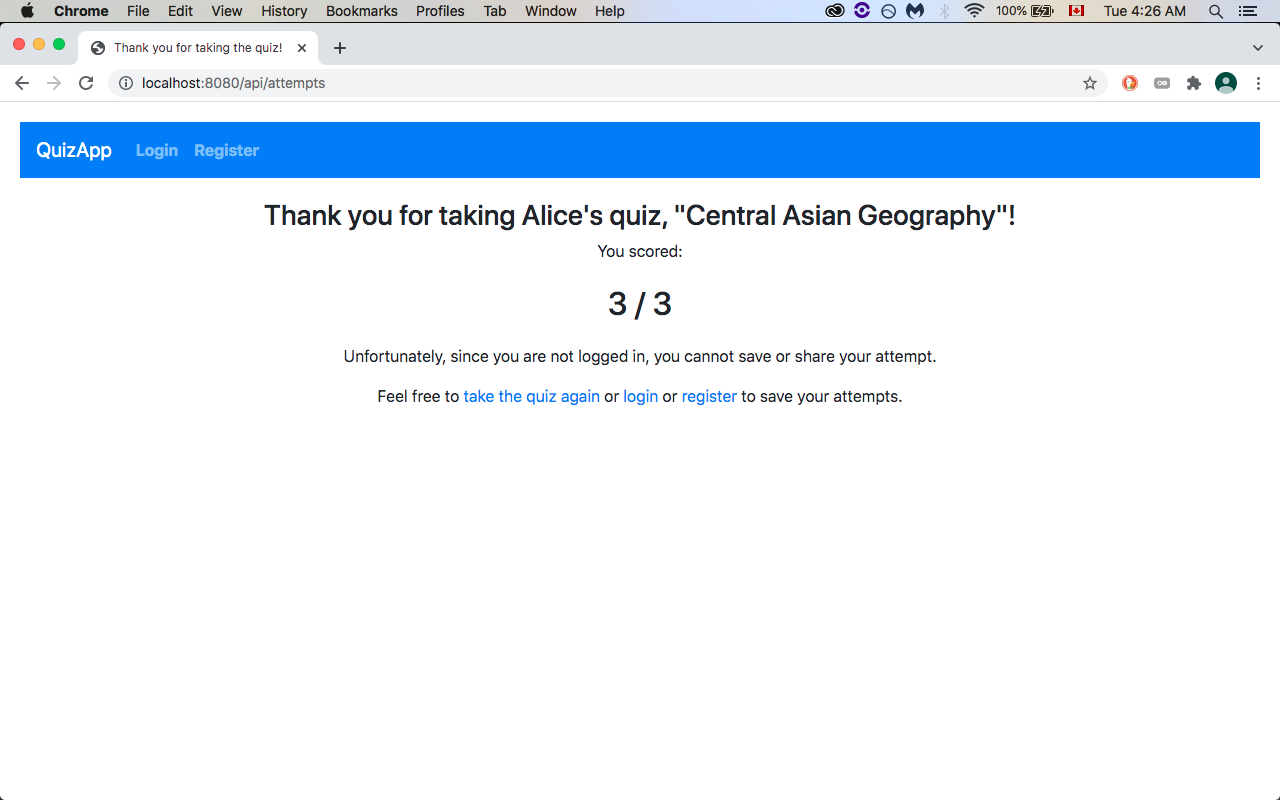 Chrome File Edit View History Bookmarks Profiles Tab Window Help 100% Tue 4:26 AM
Thank you for taking the quiz!
localhost:8080/api/attempts
QuizApp Login Register
Thank you for taking Alice's quiz, "Central Asian Geography"!
You scored:
3 / 3
Unfortunately, since you are not logged in, you cannot save or share your attempt.
Feel free to take the quiz again or login or register to save your attempts.